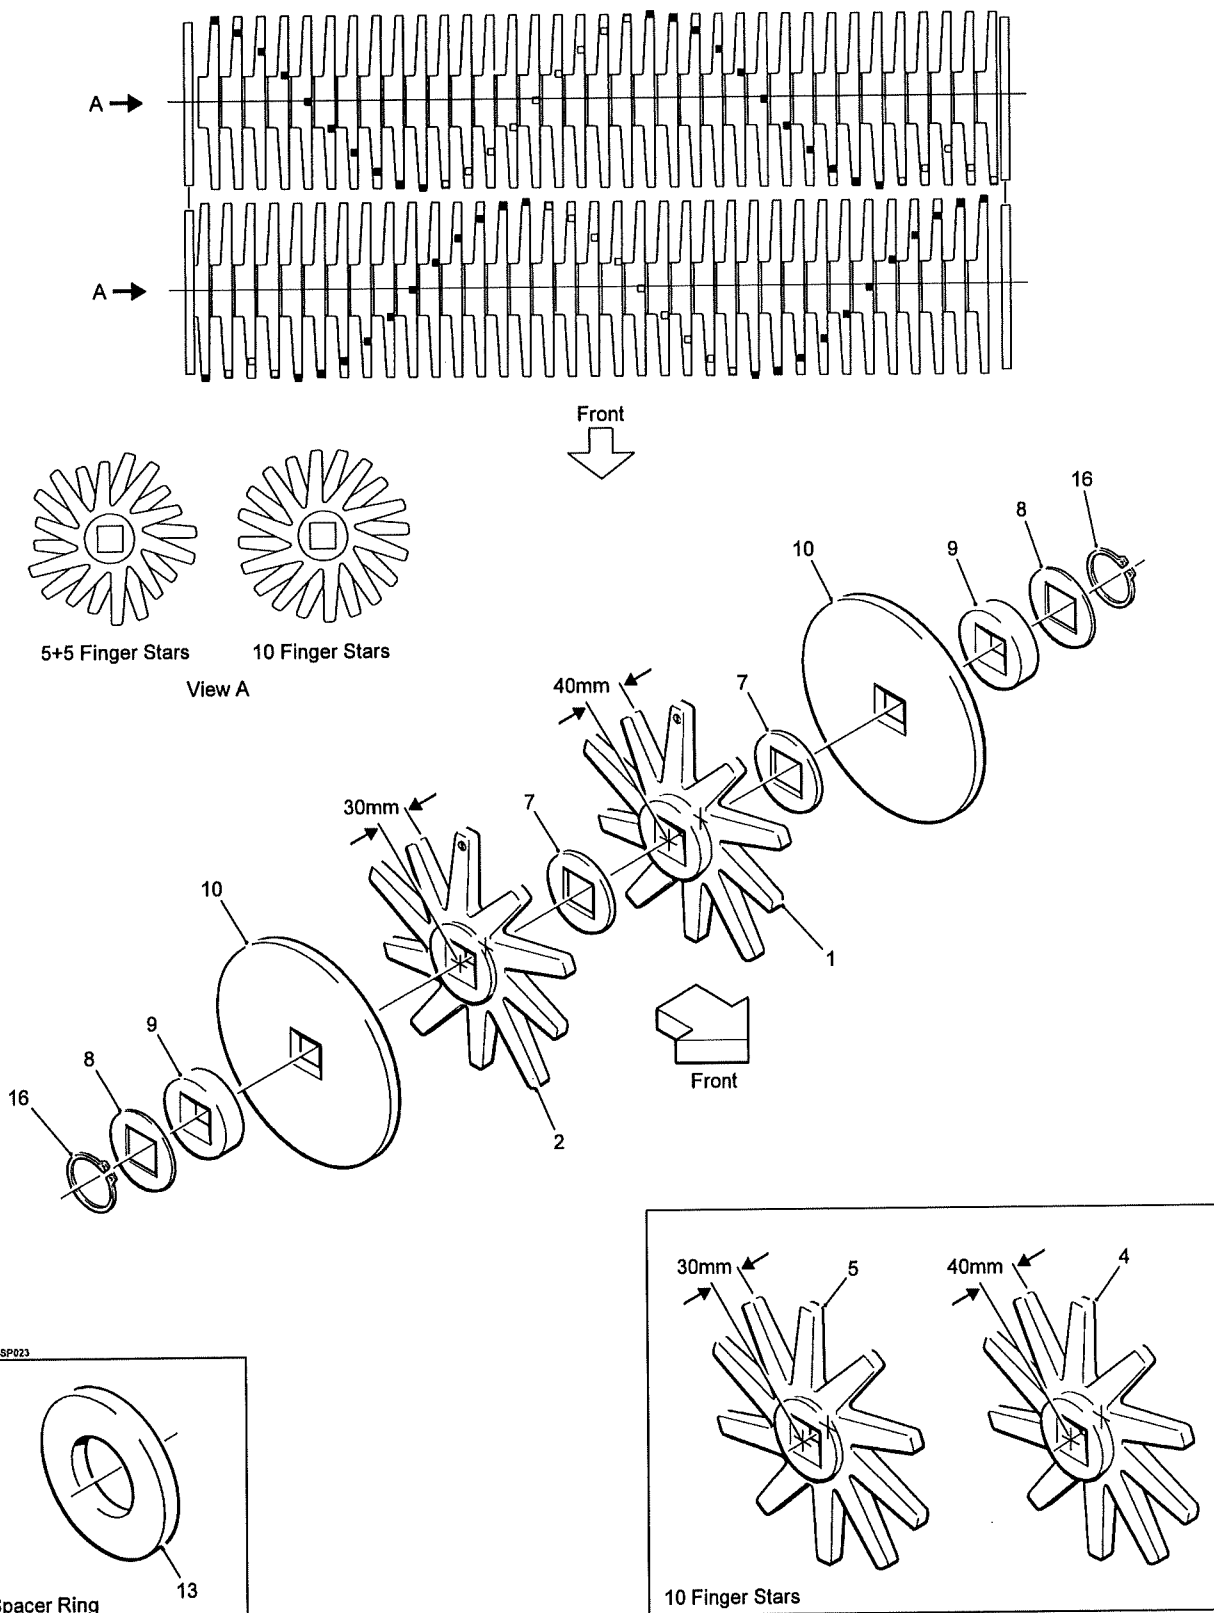 A
A
Front
16
8
9
10
5+5 Finger Stars
10 Finger Stars
View A
40mm
7
30mm
7
10
1
9
8
Front
16
2
30mm
5
40mm
4
SP023
13
Spacer Ring
10 Finger Stars